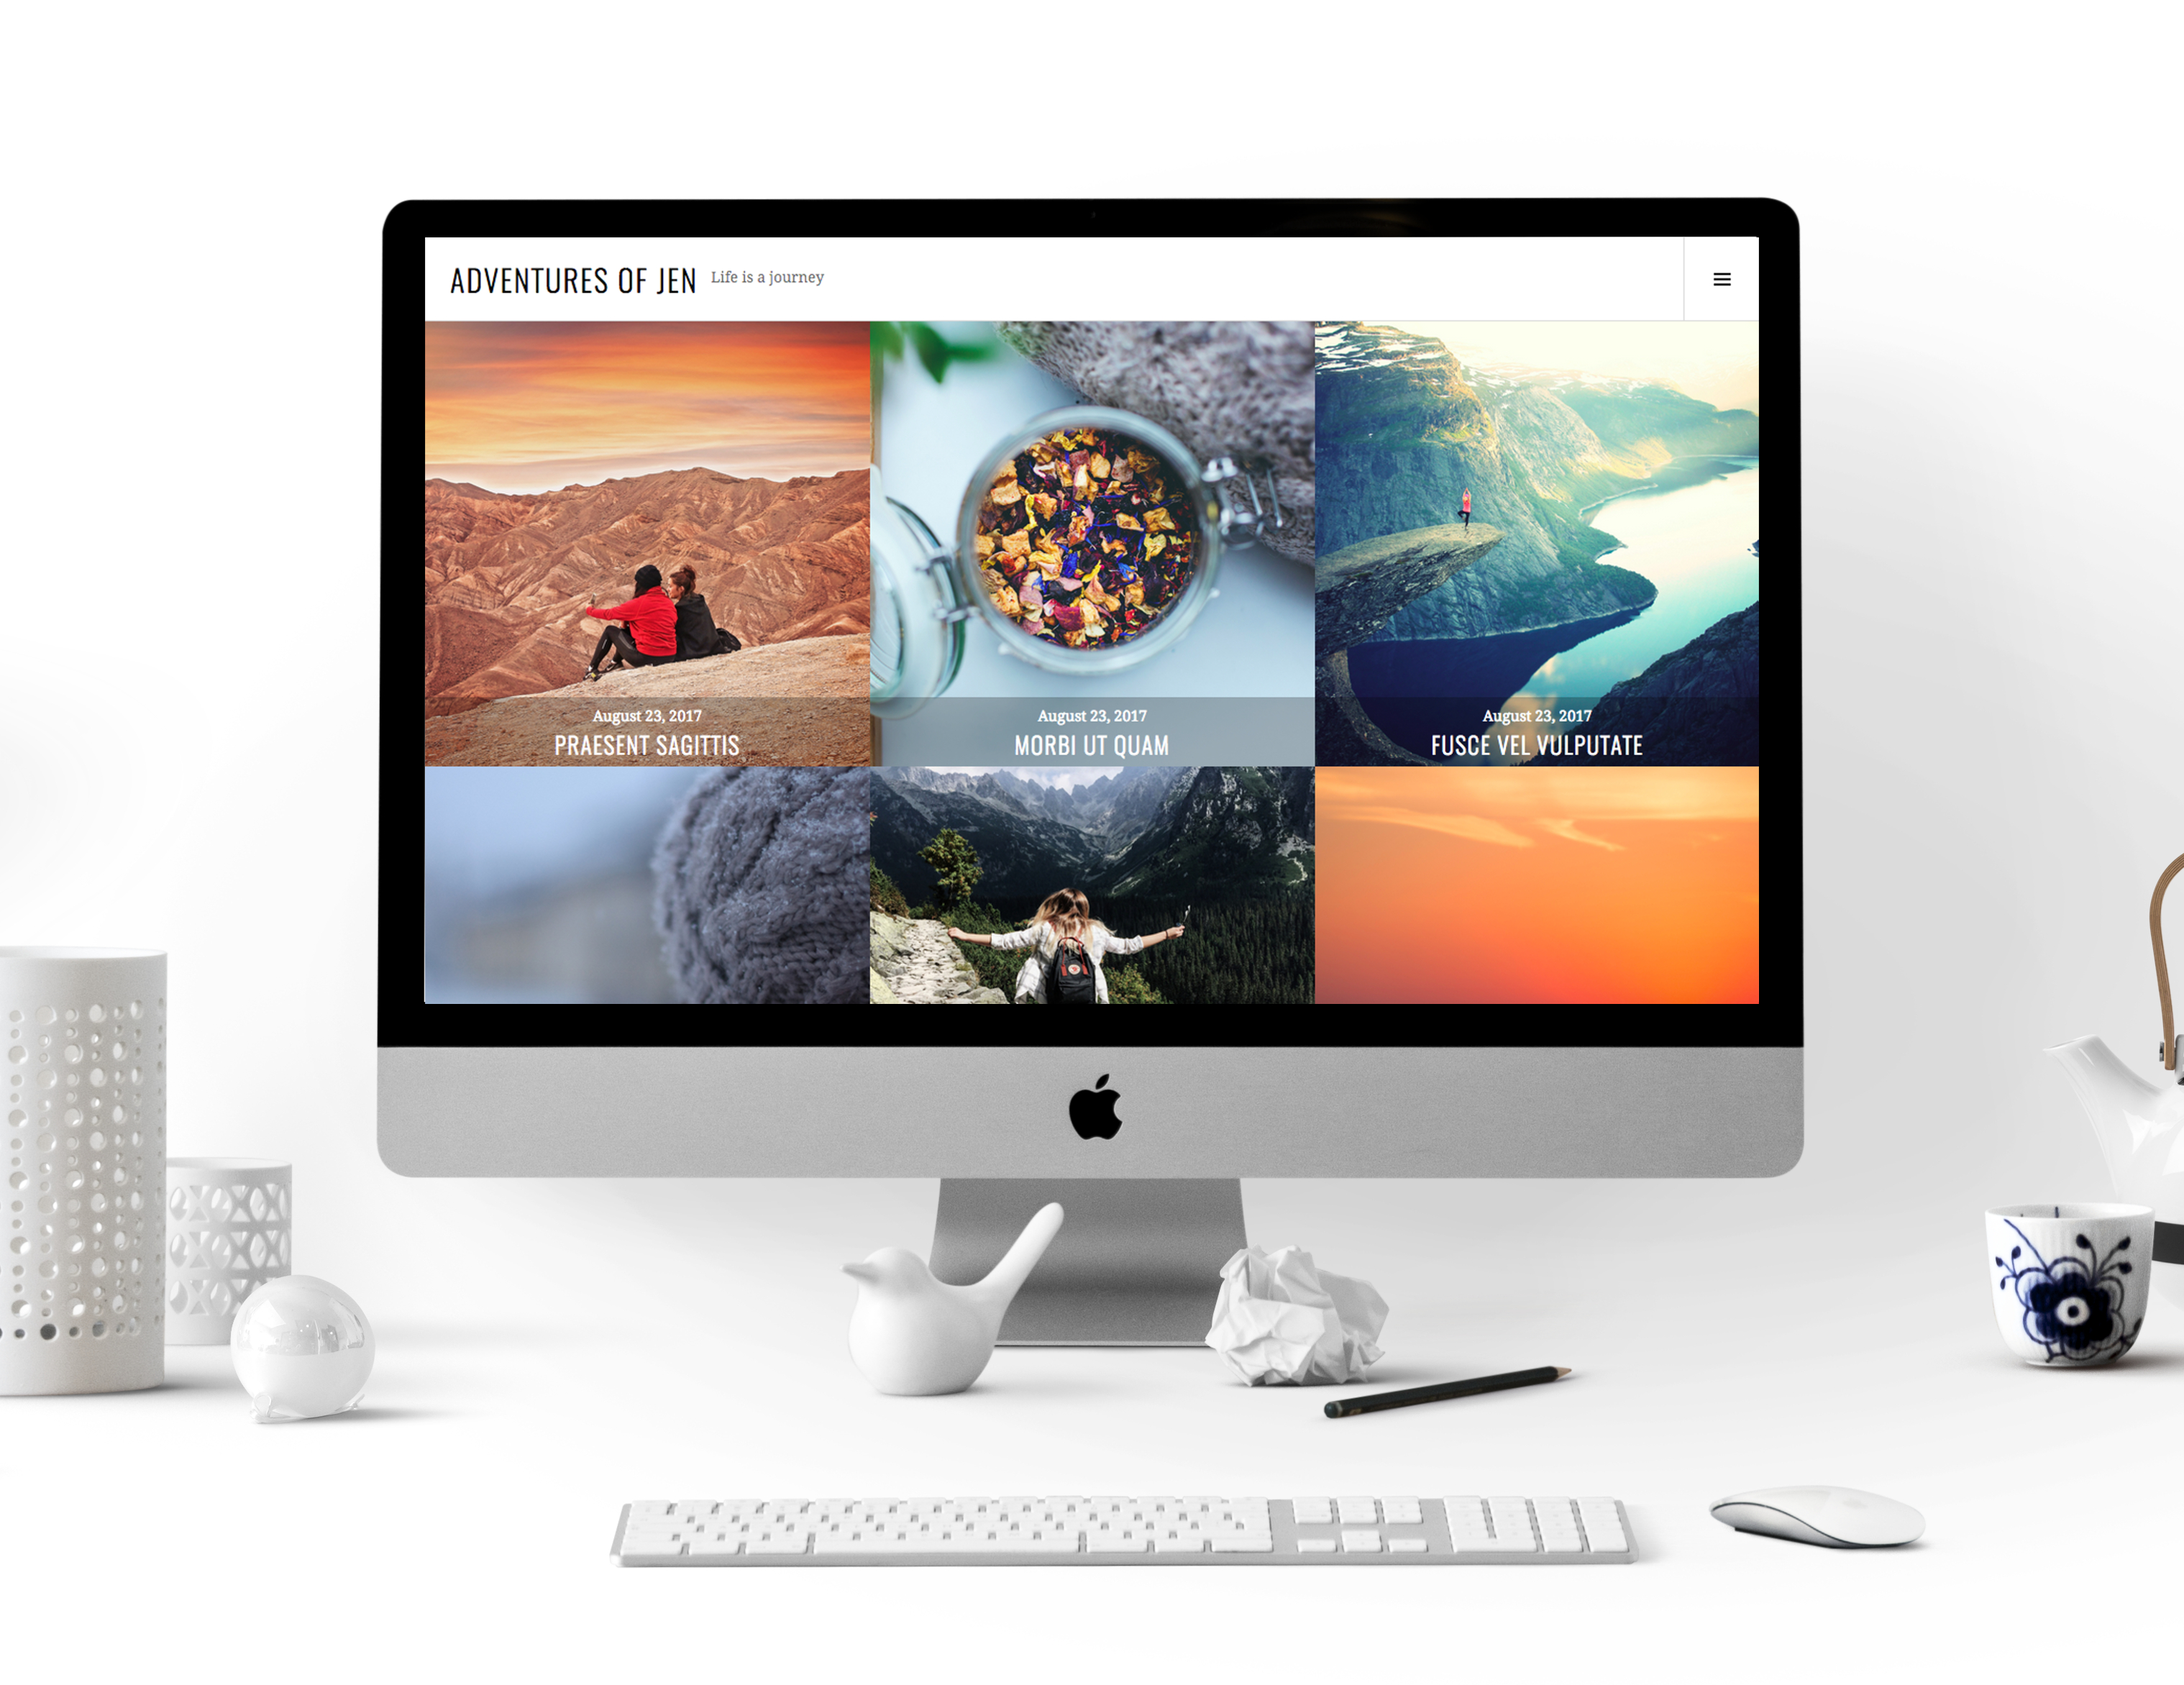 ADVENTURES OF JEN Life is a journey
August 23, 2017
PRAESENT SAGITTIS
August 23, 2017
MORBI UT QUAM
August 23, 2017
FUSCE VEL VULPUTATE